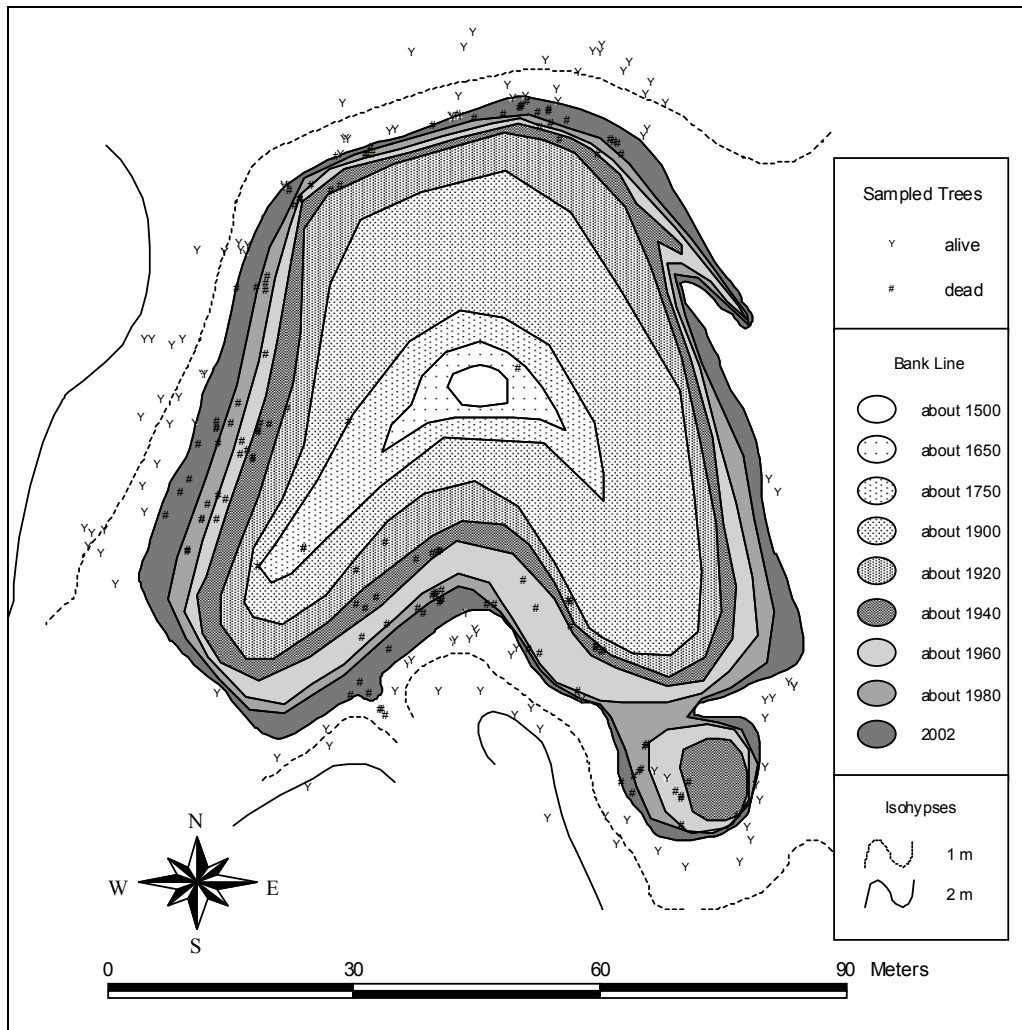 Sampled Trees
Y alive
# dead
Bank Line
about 1500
about 1650
about 1750
about 1900
about 1920
about 1940
about 1960
about 1980
2002
Isohypses
1 m
2 m
N
W E
S
0 30 60 90 Meters